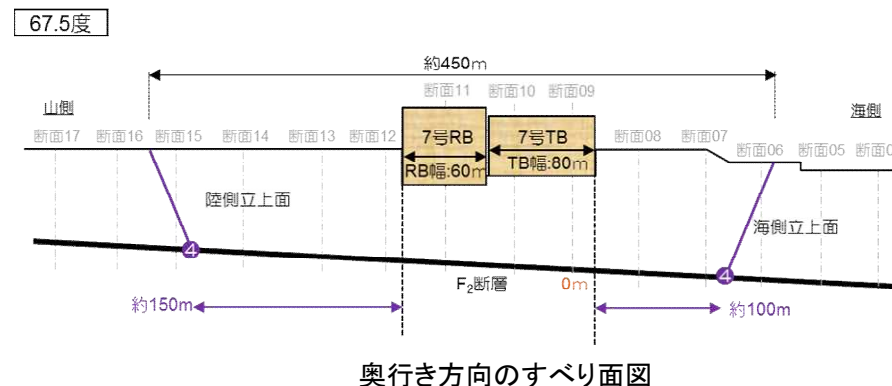 67.5度
約450m
断面11 断面10 断面09
山側 海側
断面17 断面16 断面15 断面14 断面13 断面12 7号RB 7号TB 断面08 断面07 断面06 断面05 断面0
RB幅:60m TB幅:80m
陸側立上面 海側立上面
④ ④
F₂断層 0m
約150m 約100m
奥行き方向のすべり面図